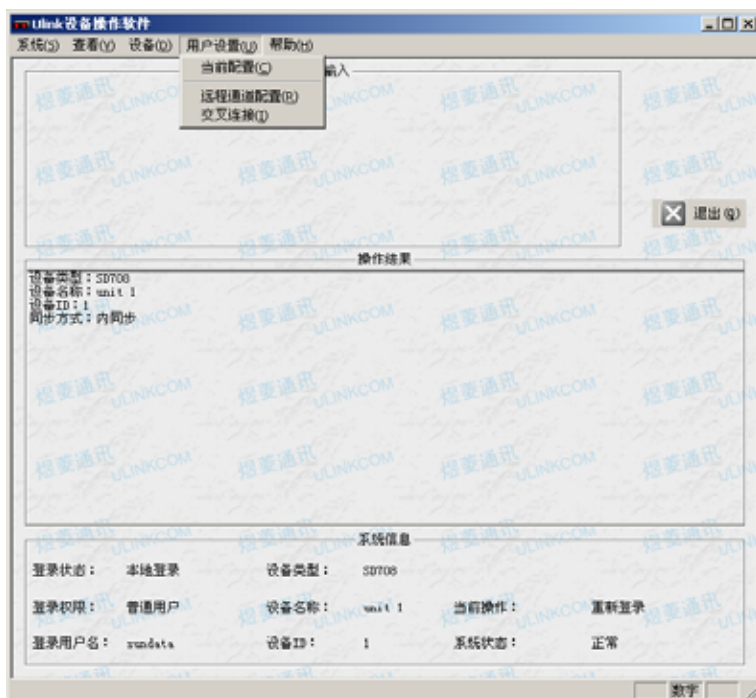 Ulink设备操作软件
系统(S) 查看(V) 设备(D) 用户设置(U) 帮助(H)
当前配置(C)
输入
远程通道配置(R)
交叉连接(I)
退出(Q)
操作结果
设备类型：SD708
设备名称：unit 1
设备ID：1
同步方式：内同步
系统信息
登录状态： 本地登录 设备类型： SD708
登录权限： 普通用户 设备名称： unit 1 当前操作： 重新登录
登录用户名： sundata 设备ID： 1 系统状态： 正常
数字
煜菱通讯 ULINKCOM